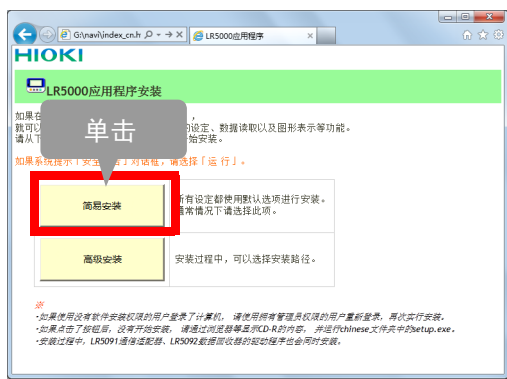 G:\navi\index_cn.h
LR5000应用程序
HIOKI
LR5000应用程序安装
如果在
,
就可以
的设定、数据读取以及图形表示等功能。
请从下
始安装。
如果系统提示「安全
告」对话框，请选择「运行」。
单击
简易安装
所有设定都使用默认选项进行安装。
通常情况下请选择此项。
高级安装
安装过程中，可以选择安装路径。
注
·如果使用没有软件安装权限的用户登录了计算机，请使用拥有管理员权限的用户重新登录，再次实行安装。
·如果点击了按钮后，没有开始安装，请通过浏览器等显示CD-R的内容，并运行chinese文件夹中的setup.exe。
·安装过程中，LR5091通信适配器、LR5092数据回收器的驱动程序也会同时安装。